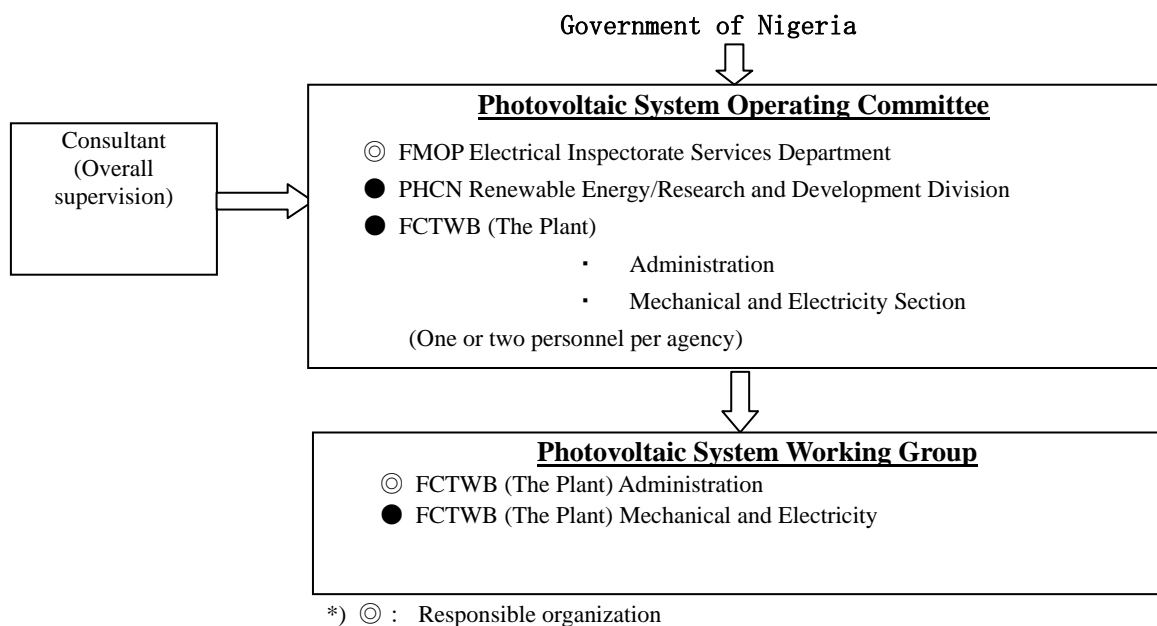 Government of Nigeria
Photovoltaic System Operating Committee
Consultant
(Overall
supervision)
◎ FMOP Electrical Inspectorate Services Department
● PHCN Renewable Energy/Research and Development Division
● FCTWB (The Plant)
・ Administration
・ Mechanical and Electricity Section
(One or two personnel per agency)
Photovoltaic System Working Group
◎ FCTWB (The Plant) Administration
● FCTWB (The Plant) Mechanical and Electricity
*) ◎ : Responsible organization